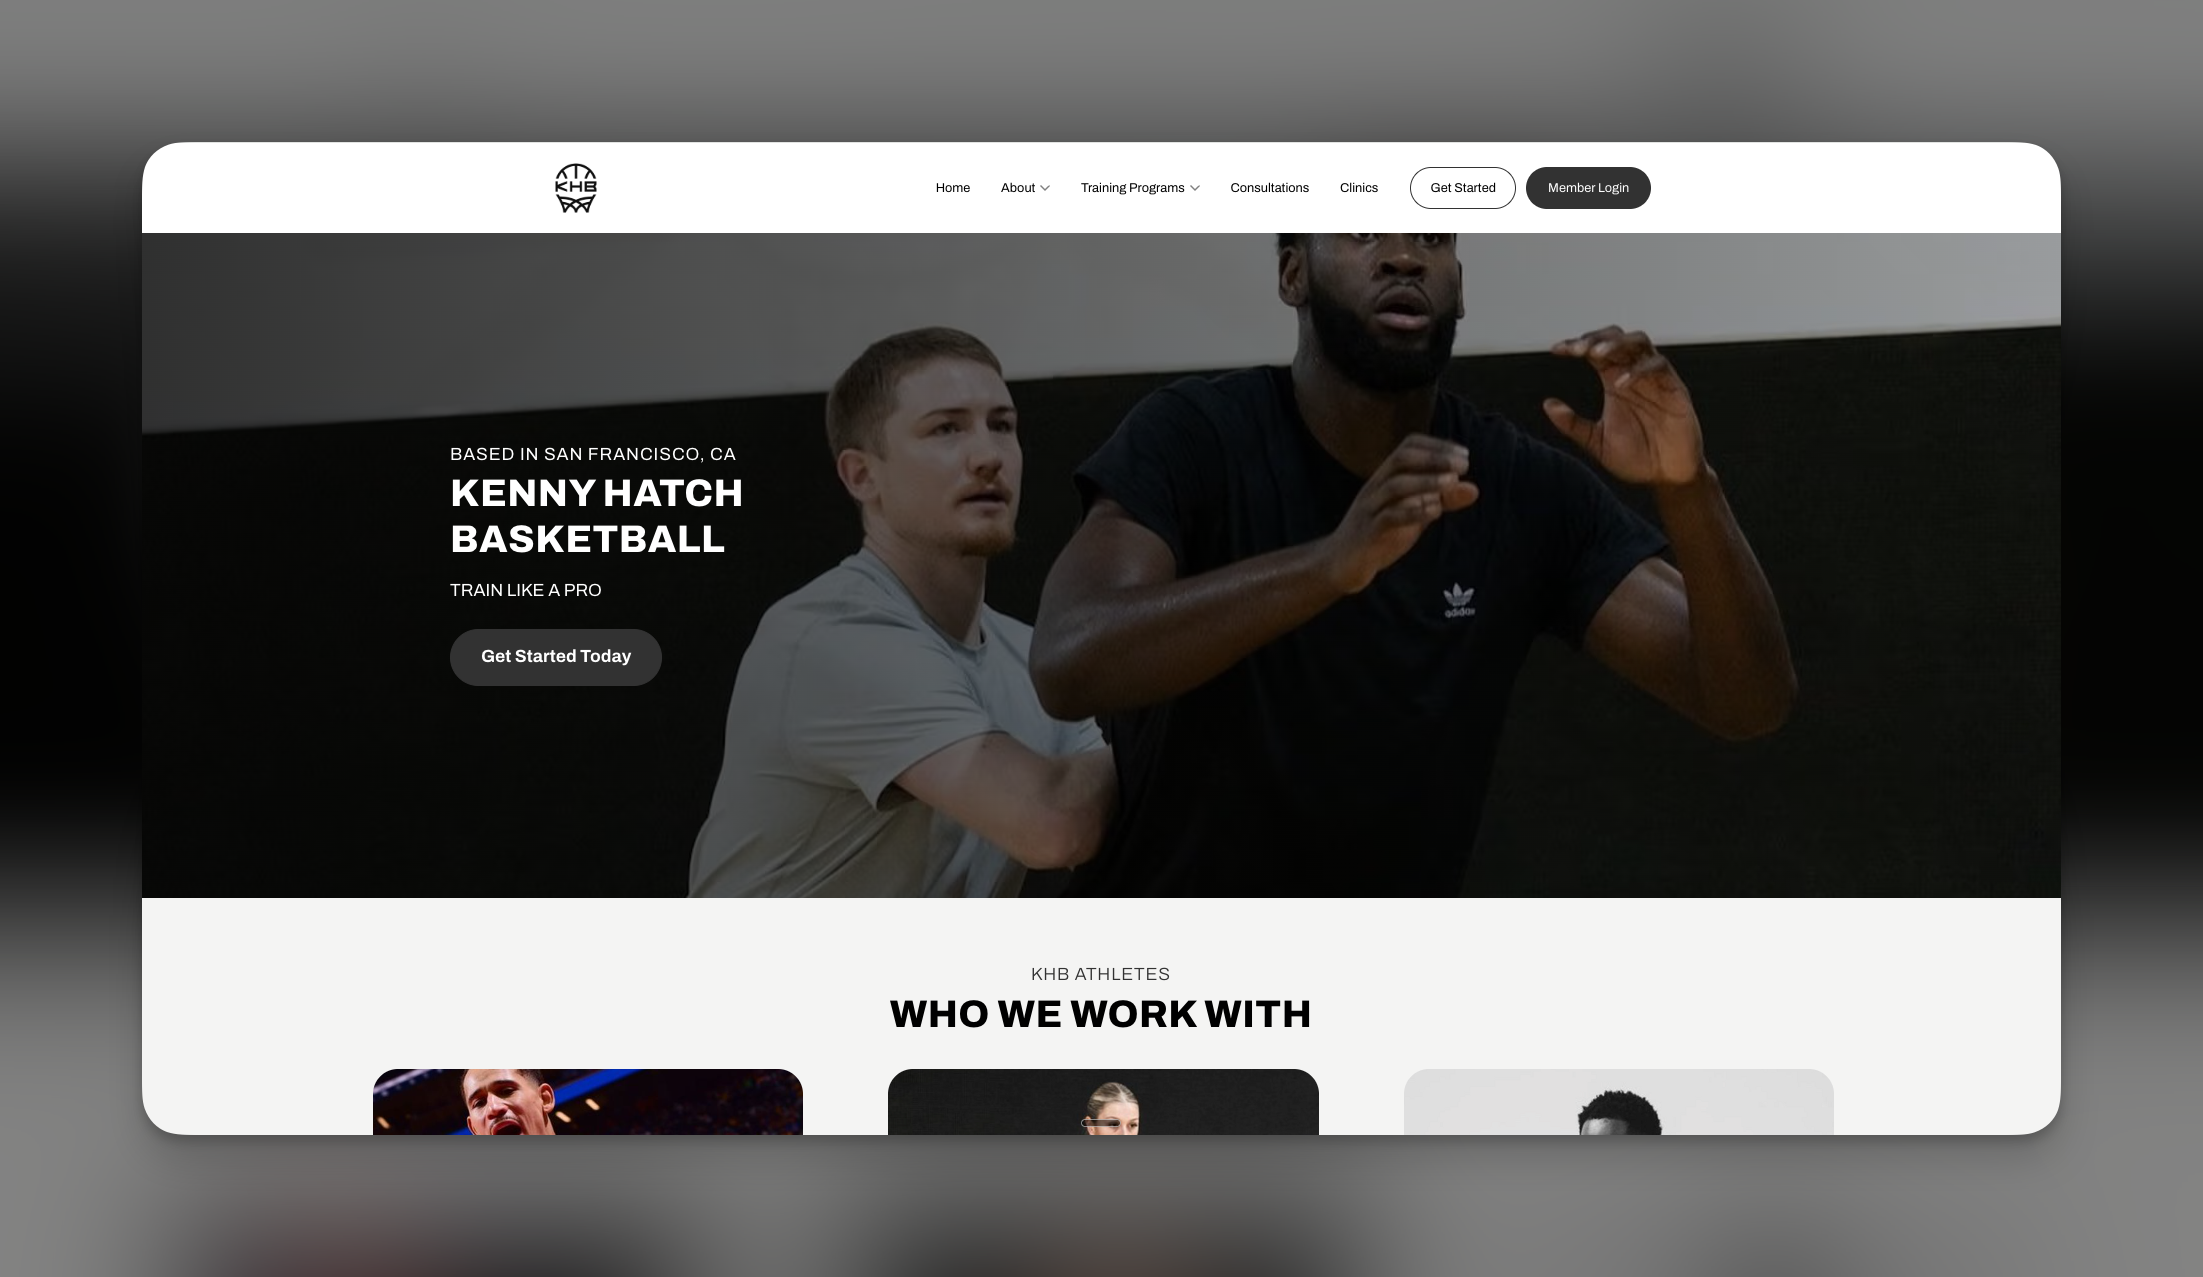 KHB
Home
About
Training Programs
Consultations
Clinics
Get Started
Member Login
BASED IN SAN FRANCISCO, CA
KENNY HATCH
BASKETBALL
TRAIN LIKE A PRO
Get Started Today
adidas
KHB ATHLETES
WHO WE WORK WITH